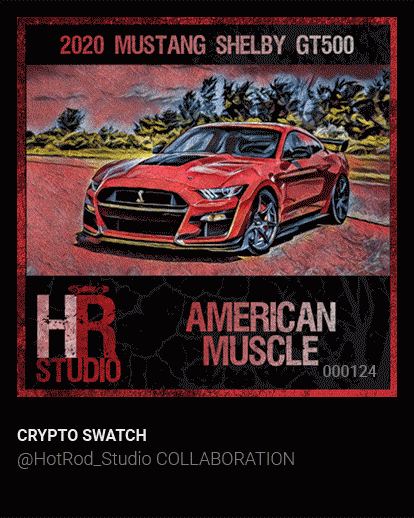 2020 MUSTANG SHELBY GT500
HR
STUDIO
AMERICAN
MUSCLE
000124
CRYPTO SWATCH
@HotRod_Studio COLLABORATION